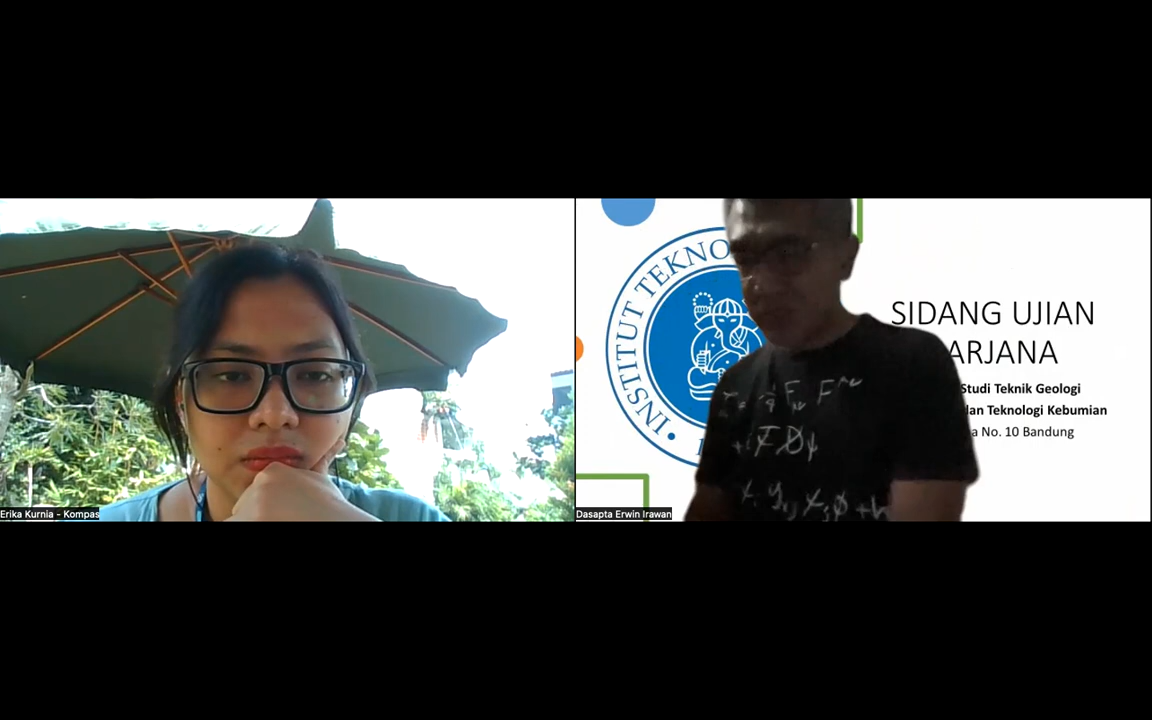 INSTITUT TEKNO
SIDANG UJIAN
ARJANA
Studi Teknik Geologi
dan Teknologi Kebumian
a No. 10 Bandung
Erika Kurnia - Kompas
Dasapta Erwin Irawan